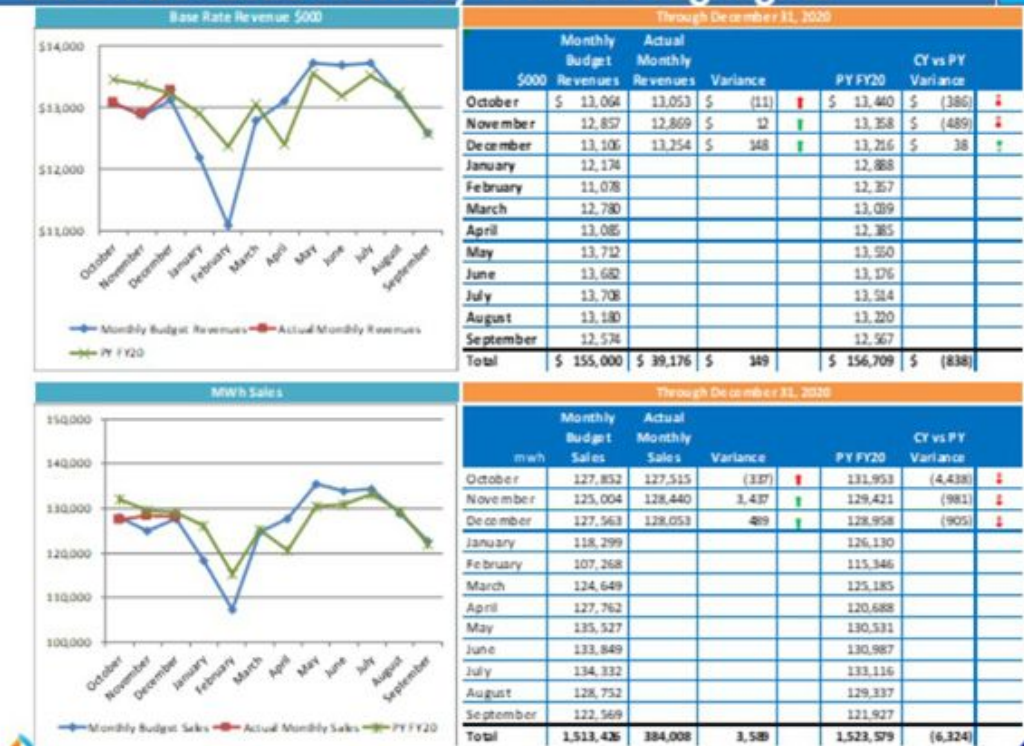 Base Rate Revenue $000
$14,000
$13,000
$12,000
$11,000
October November December January February March April May June July August September
Monthly Budget Revenues Actual Monthly Revenues
PY FY20
Through December 31, 2020
Monthly Actual
Budget Monthly CY vs PY
$000 Revenues Revenues Variance PY FY20 Variance
October $ 13,064 13,053 $ (11) $ 13,440 $ (386)
November 12,857 12,869 $ 12 13,358 $ (489)
December 13,106 13,254 $ 148 13,216 $ 38
January 12,174 12,888
February 11,078 12,357
March 12,780 13,039
April 13,085 12,385
May 13,712 13,550
June 13,682 13,176
July 13,708 13,514
August 13,180 13,220
September 12,574 12,567
Total $ 155,000 $ 39,176 $ 149 $ 156,709 $ (838)
MWh Sales
150,000
140,000
130,000
120,000
110,000
100,000
October November December January February March April May June July August September
Monthly Budget Sales Actual Monthly Sales PY FY20
Through December 31, 2020
Monthly Actual
Budget Monthly CY vs PY
mwh Sales Sales Variance PY FY20 Variance
October 127,852 127,515 (337) 131,953 (4,438)
November 125,004 128,440 3,437 129,421 (981)
December 127,563 128,053 489 128,958 (905)
January 118,299 126,130
February 107,268 115,346
March 124,649 125,185
April 127,762 120,688
May 135,527 130,531
June 133,849 130,987
July 134,332 133,116
August 128,752 129,337
September 122,569 121,927
Total 1,513,426 384,008 3,589 1,523,579 (6,324)